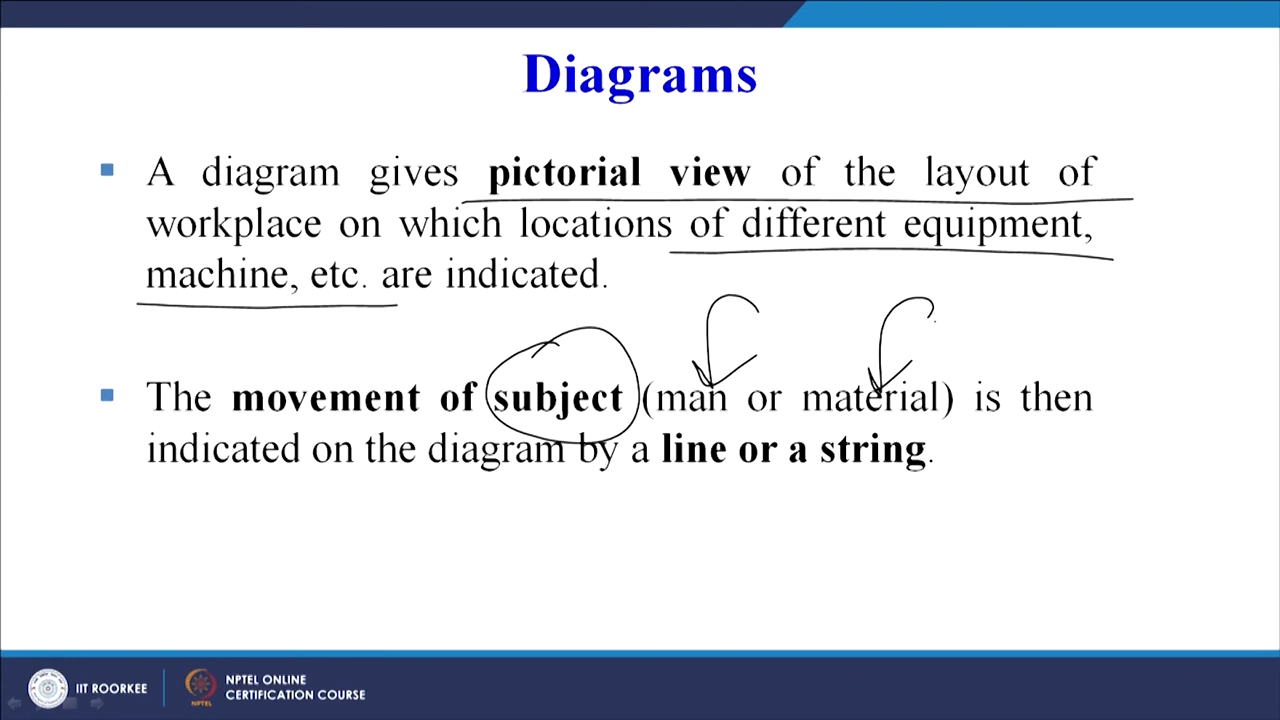 Diagrams
A diagram gives pictorial view of the layout of
workplace on which locations of different equipment,
machine, etc. are indicated.
The movement of subject (man or material) is then
indicated on the diagram by a line or a string.
IIT ROORKEE
NPTEL ONLINE
CERTIFICATION COURSE
NPTEL